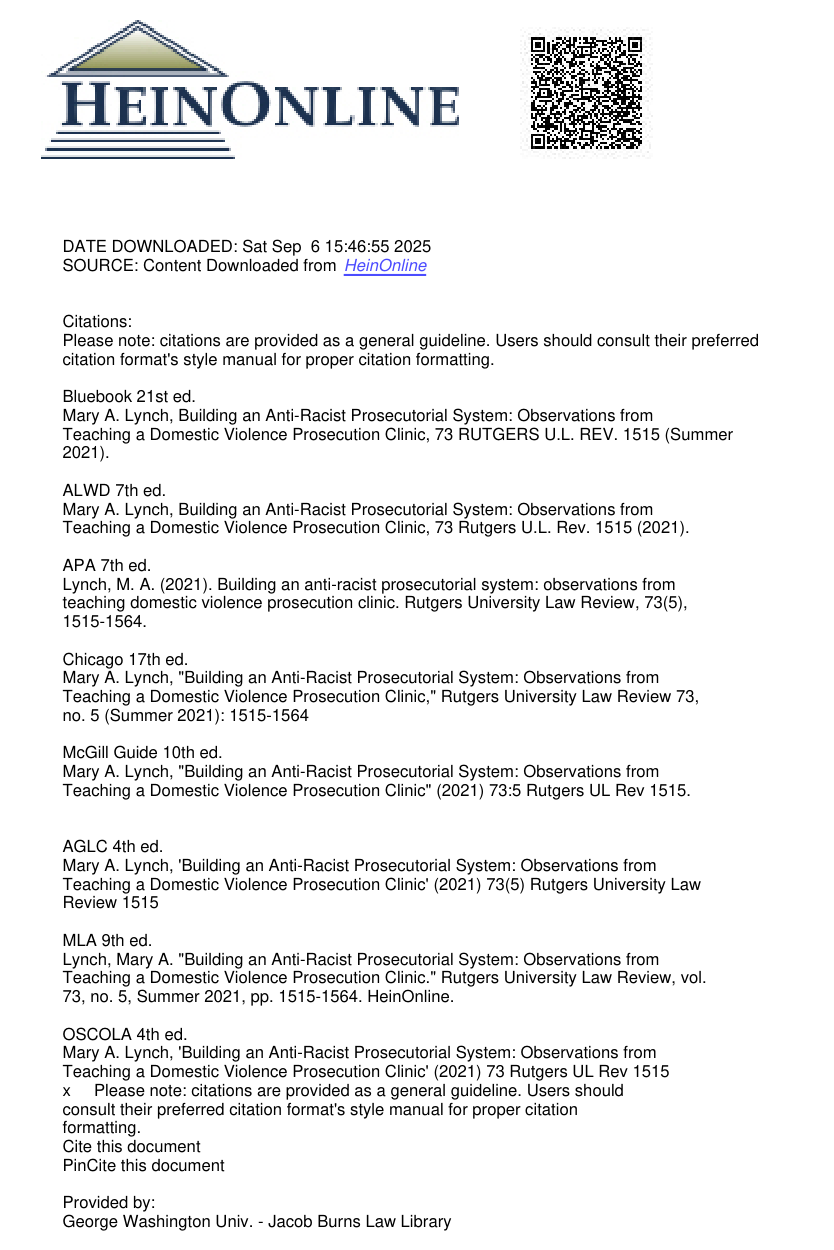 HEINONLINE
DATE DOWNLOADED: Sat Sep  6 15:46:55 2025
SOURCE: Content Downloaded from HeinOnline
Citations:
Please note: citations are provided as a general guideline. Users should consult their preferred
citation format's style manual for proper citation formatting.
Bluebook 21st ed.
Mary A. Lynch, Building an Anti-Racist Prosecutorial System: Observations from
Teaching a Domestic Violence Prosecution Clinic, 73 RUTGERS U.L. REV. 1515 (Summer
2021).
ALWD 7th ed.
Mary A. Lynch, Building an Anti-Racist Prosecutorial System: Observations from
Teaching a Domestic Violence Prosecution Clinic, 73 Rutgers U.L. Rev. 1515 (2021).
APA 7th ed.
Lynch, M. A. (2021). Building an anti-racist prosecutorial system: observations from
teaching domestic violence prosecution clinic. Rutgers University Law Review, 73(5),
1515-1564.
Chicago 17th ed.
Mary A. Lynch, "Building an Anti-Racist Prosecutorial System: Observations from
Teaching a Domestic Violence Prosecution Clinic," Rutgers University Law Review 73,
no. 5 (Summer 2021): 1515-1564
McGill Guide 10th ed.
Mary A. Lynch, "Building an Anti-Racist Prosecutorial System: Observations from
Teaching a Domestic Violence Prosecution Clinic" (2021) 73:5 Rutgers UL Rev 1515.
AGLC 4th ed.
Mary A. Lynch, 'Building an Anti-Racist Prosecutorial System: Observations from
Teaching a Domestic Violence Prosecution Clinic' (2021) 73(5) Rutgers University Law
Review 1515
MLA 9th ed.
Lynch, Mary A. "Building an Anti-Racist Prosecutorial System: Observations from
Teaching a Domestic Violence Prosecution Clinic." Rutgers University Law Review, vol.
73, no. 5, Summer 2021, pp. 1515-1564. HeinOnline.
OSCOLA 4th ed.
Mary A. Lynch, 'Building an Anti-Racist Prosecutorial System: Observations from
Teaching a Domestic Violence Prosecution Clinic' (2021) 73 Rutgers UL Rev 1515
x     Please note: citations are provided as a general guideline. Users should
consult their preferred citation format's style manual for proper citation
formatting.
Cite this document
PinCite this document
Provided by:
George Washington Univ. - Jacob Burns Law Library